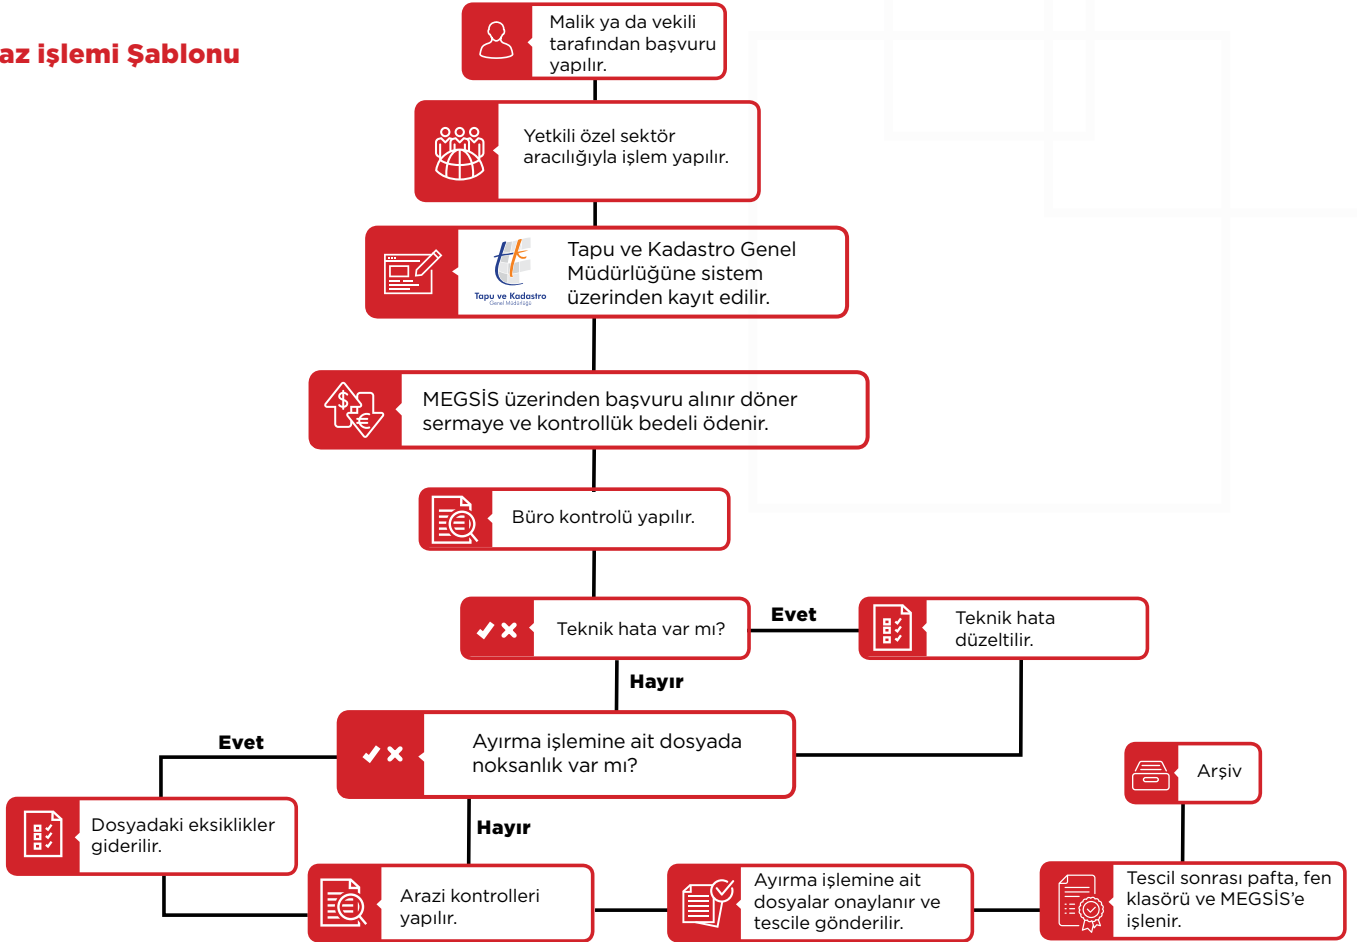 az işlemi Şablonu
Malik ya da vekili
tarafından başvuru
yapılır.
Yetkili özel sektör
aracılığıyla işlem yapılır.
Tapu ve Kadastro
Genel Müdürlüğü
Tapu ve Kadastro Genel
Müdürlüğüne sistem
üzerinden kayıt edilir.
MEGSİS üzerinden başvuru alınır döner
sermaye ve kontrollük bedeli ödenir.
Büro kontrolü yapılır.
Teknik hata var mı?
Evet
Teknik hata
düzeltilir.
Hayır
Ayırma işlemine ait dosyada
noksanlık var mı?
Evet
Dosyadaki eksiklikler
giderilir.
Hayır
Arazi kontrolleri
yapılır.
Ayırma işlemine ait
dosyalar onaylanır ve
tescile gönderilir.
Tescil sonrası pafta, fen
klasörü ve MEGSİS'e
işlenir.
Arşiv